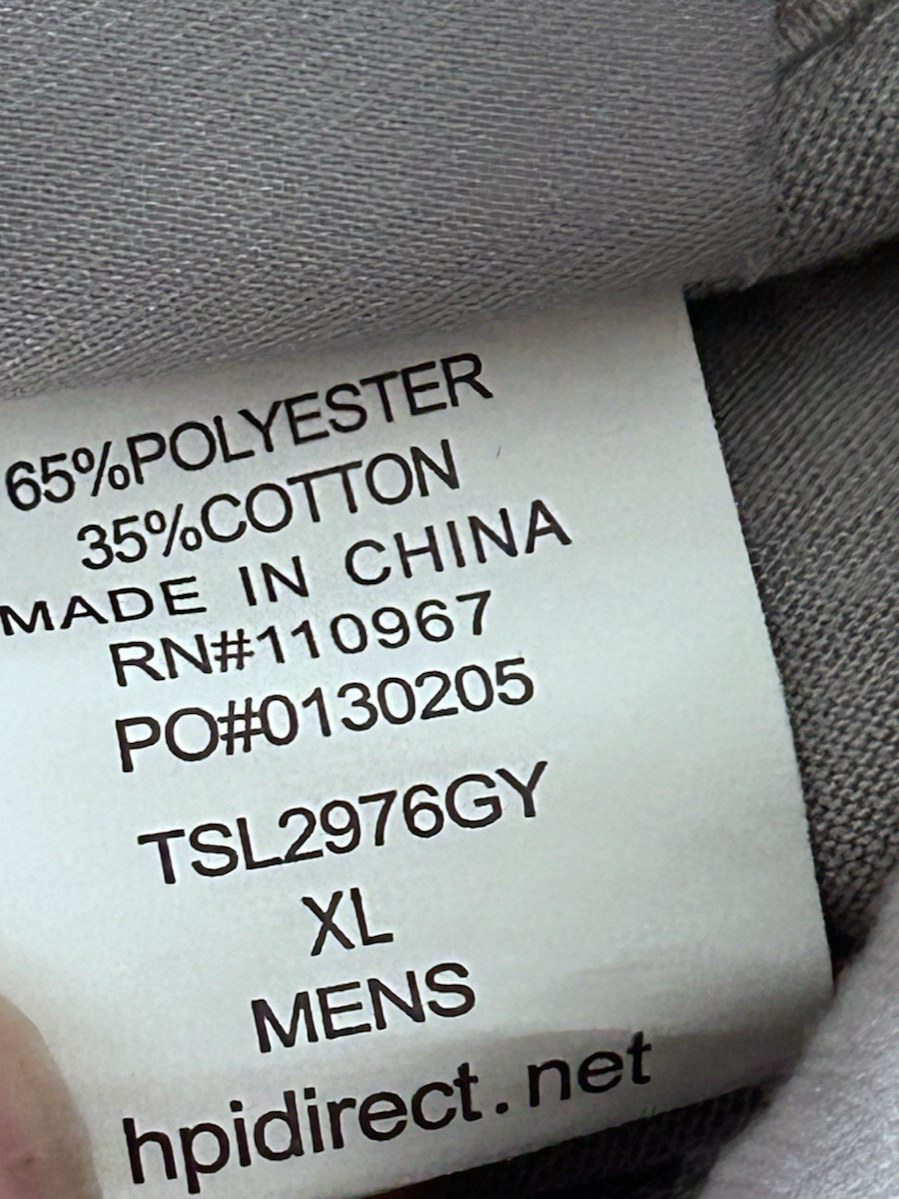 65%POLYESTER
35%COTTON
MADE IN CHINA
RN#110967
PO#0130205
TSL2976GY
XL
MENS
hpidirect.net